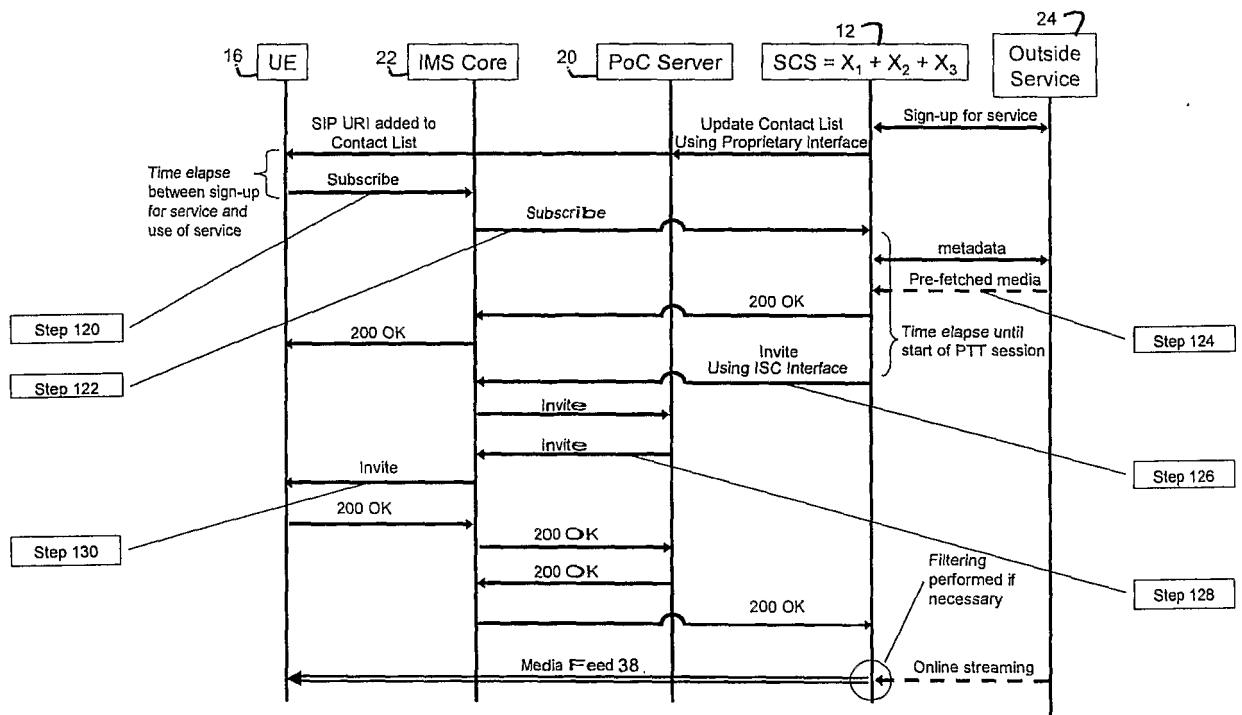 16 UE
22 IMS Core
20 PoC Server
12
SCS = X1 + X2 + X3
24
Outside
Service
Sign-up for service
SIP URI added to
Contact List
Update Contact List
Using Proprietary Interface
Time elapse
between sign-up
for service and
use of service
Subscribe
Subscribe
metadata
Pre-fetched media
200 OK
Step 120
200 OK
Time elapse until
start of PTT session
Step 124
Step 122
Invite
Using ISC Interface
Invite
Invite
Invite
Step 126
200 OK
Step 130
200 OK
200 OK
Filtering
performed if
necessary
Step 128
200 OK
Media Feed 38
Online streaming